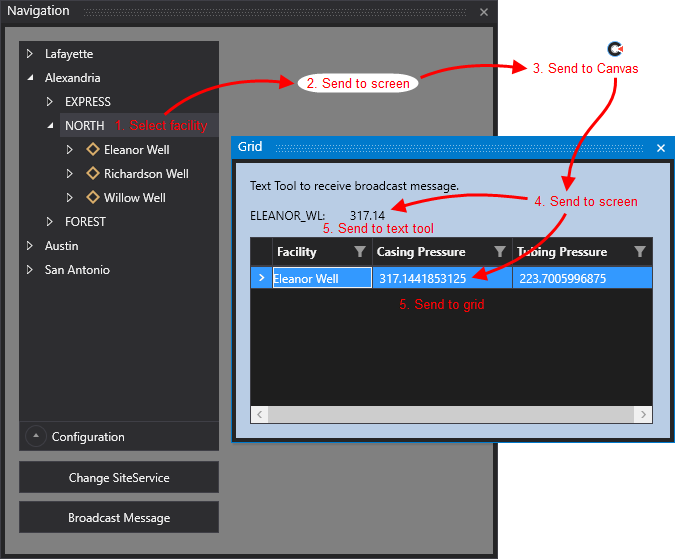 Navigation
Lafayette
Alexandria
EXPRESS
NORTH
1. Select facility
Eleanor Well
Richardson Well
Willow Well
FOREST
Austin
San Antonio
Configuration
Change SiteService
Broadcast Message
2. Send to screen
3. Send to Canvas
4. Send to screen
Grid
Text Tool to receive broadcast message.
ELEANOR_WL: 317.14
5. Send to text tool
Facility Casing Pressure Tubing Pressure
Eleanor Well 317.1441853125 223.7005996875
5. Send to grid